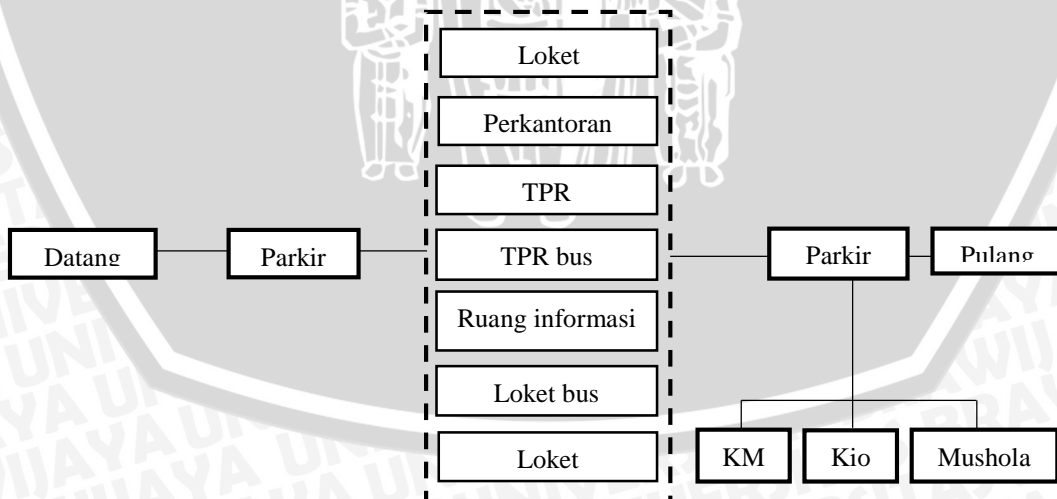 Loket
Perkantoran
TPR
Datang
Parkir
TPR bus
Parkir
Pulang
Ruang informasi
Loket bus
Loket
KM
Kio
Mushola